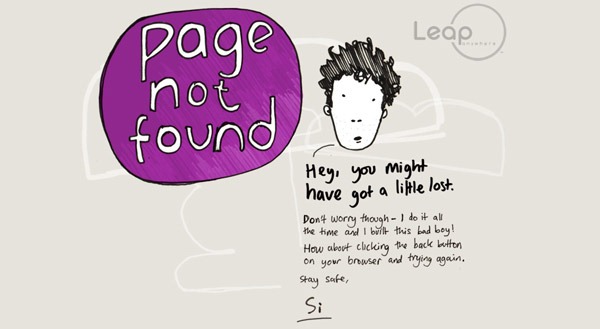 page
not
found
Leap
anywhere
Hey, you might
have got a little lost.
Don't worry though - I do it all
the time and I built this bad boy!
How about clicking the back button
on your browser and trying again.
Stay safe,
Si